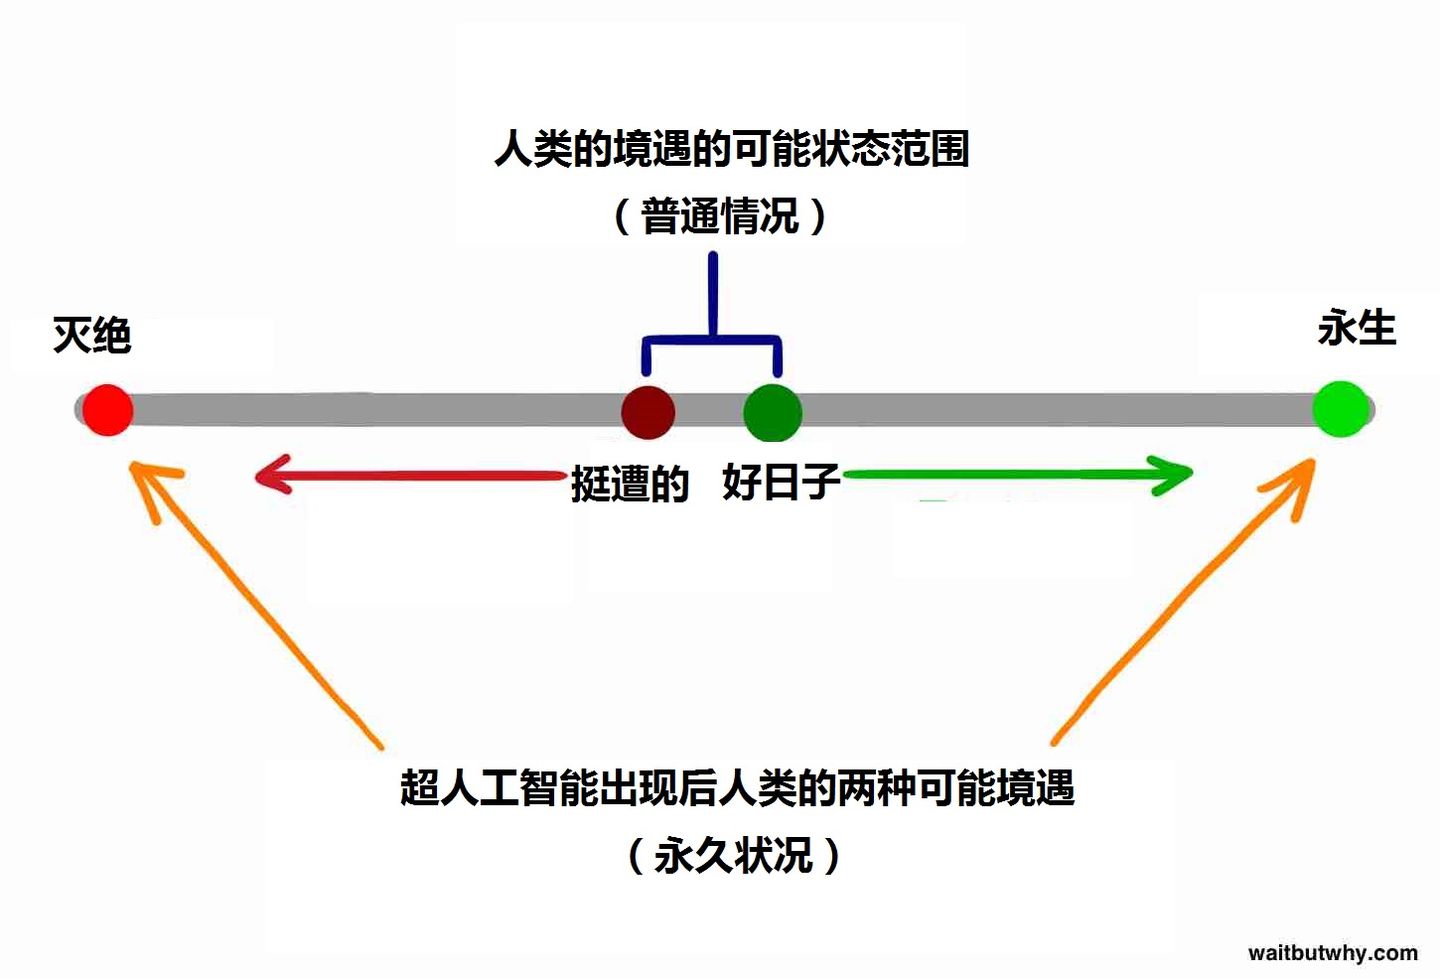 人类的境遇的可能状态范围
（普通情况）
灭绝
永生
挺遭的
好日子
超人工智能出现后人类的两种可能境遇
（永久状况）
waitbutwhy.com